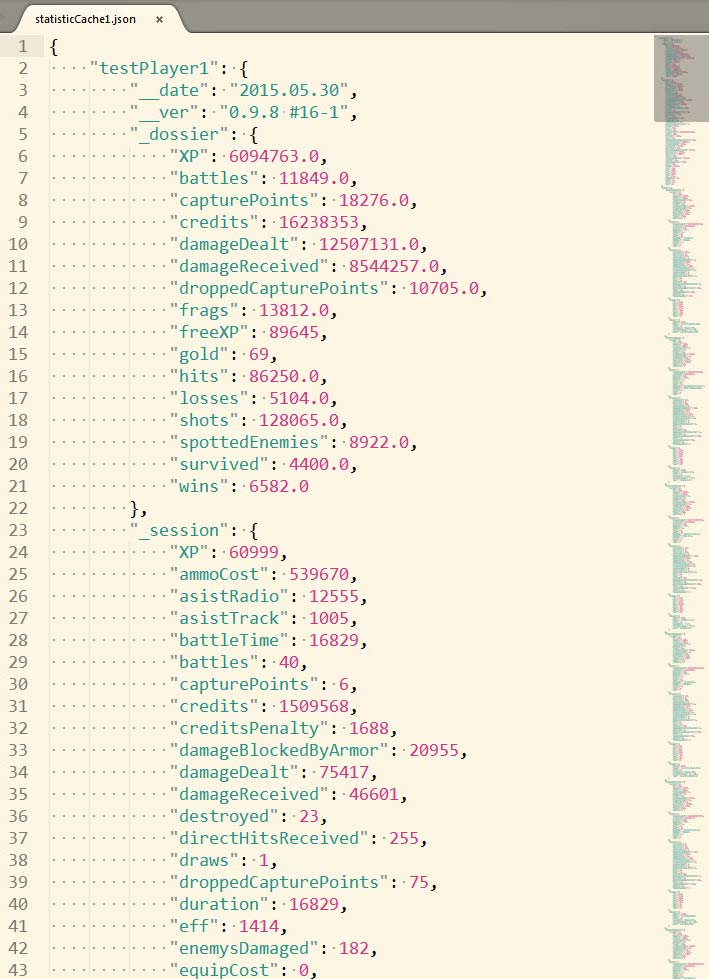 statisticCache1.json ×
1 {
2 "testPlayer1": {
3 "__date": "2015.05.30",
4 "__ver": "0.9.8 #16-1",
5 "_dossier": {
6 "XP": 6094763.0,
7 "battles": 11849.0,
8 "capturePoints": 18276.0,
9 "credits": 16238353,
10 "damageDealt": 12507131.0,
11 "damageReceived": 8544257.0,
12 "droppedCapturePoints": 10705.0,
13 "frags": 13812.0,
14 "freeXP": 89645,
15 "gold": 69,
16 "hits": 86250.0,
17 "losses": 5104.0,
18 "shots": 128065.0,
19 "spottedEnemies": 8922.0,
20 "survived": 4400.0,
21 "wins": 6582.0
22 },
23 "_session": {
24 "XP": 60999,
25 "ammoCost": 539670,
26 "asistRadio": 12555,
27 "asistTrack": 1005,
28 "battleTime": 16829,
29 "battles": 40,
30 "capturePoints": 6,
31 "credits": 1509568,
32 "creditsPenalty": 1688,
33 "damageBlockedByArmor": 20955,
34 "damageDealt": 75417,
35 "damageReceived": 46601,
36 "destroyed": 23,
37 "directHitsReceived": 255,
38 "draws": 1,
39 "droppedCapturePoints": 75,
40 "duration": 16829,
41 "eff": 1414,
42 "enemysDamaged": 182,
43 "equipCost": 0,